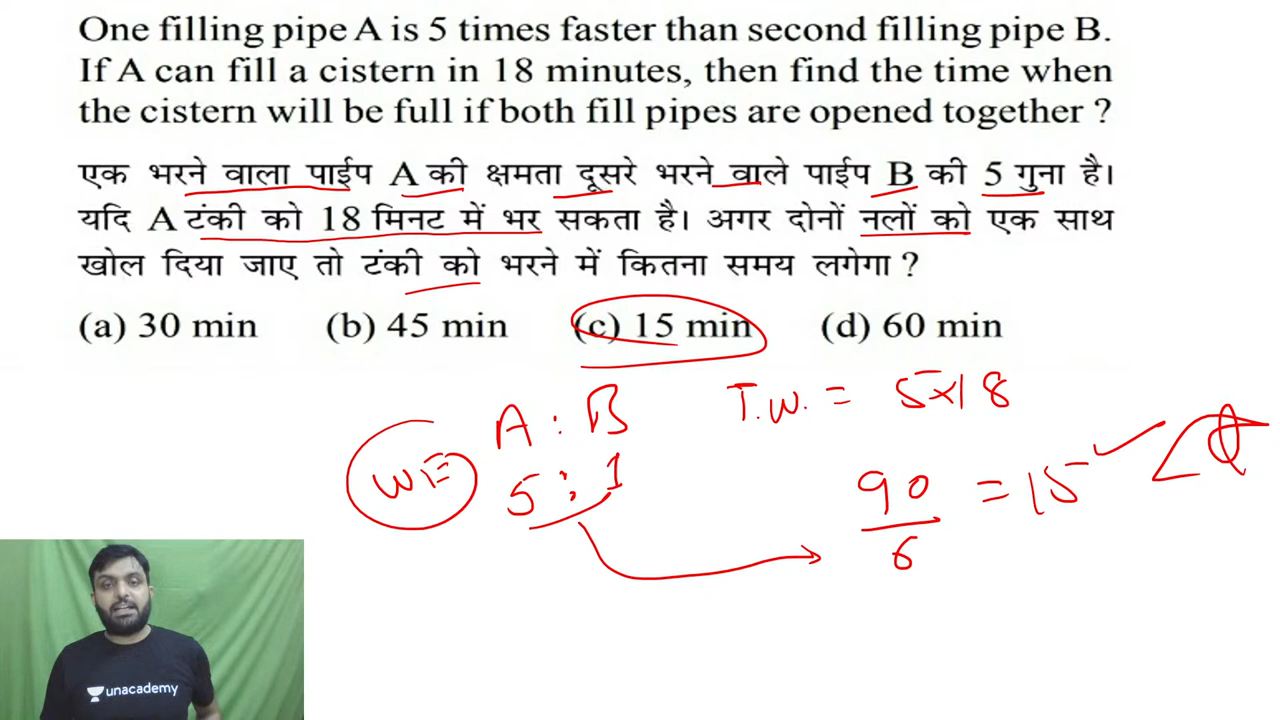 One filling pipe A is 5 times faster than second filling pipe B.
If A can fill a cistern in 18 minutes, then find the time when
the cistern will be full if both fill pipes are opened together ?
एक भरने वाला पाईप A की क्षमता दूसरे भरने वाले पाईप B की 5 गुना है।
यदि A टंकी को 18 मिनट में भर सकता है। अगर दोनों नलों को एक साथ
खोल दिया जाए तो टंकी को भरने में कितना समय लगेगा ?
(a) 30 min (b) 45 min (c) 15 min (d) 60 min
A : B T.W. = 5×18
WE 5 : 1 90 = 15
6
unacademy